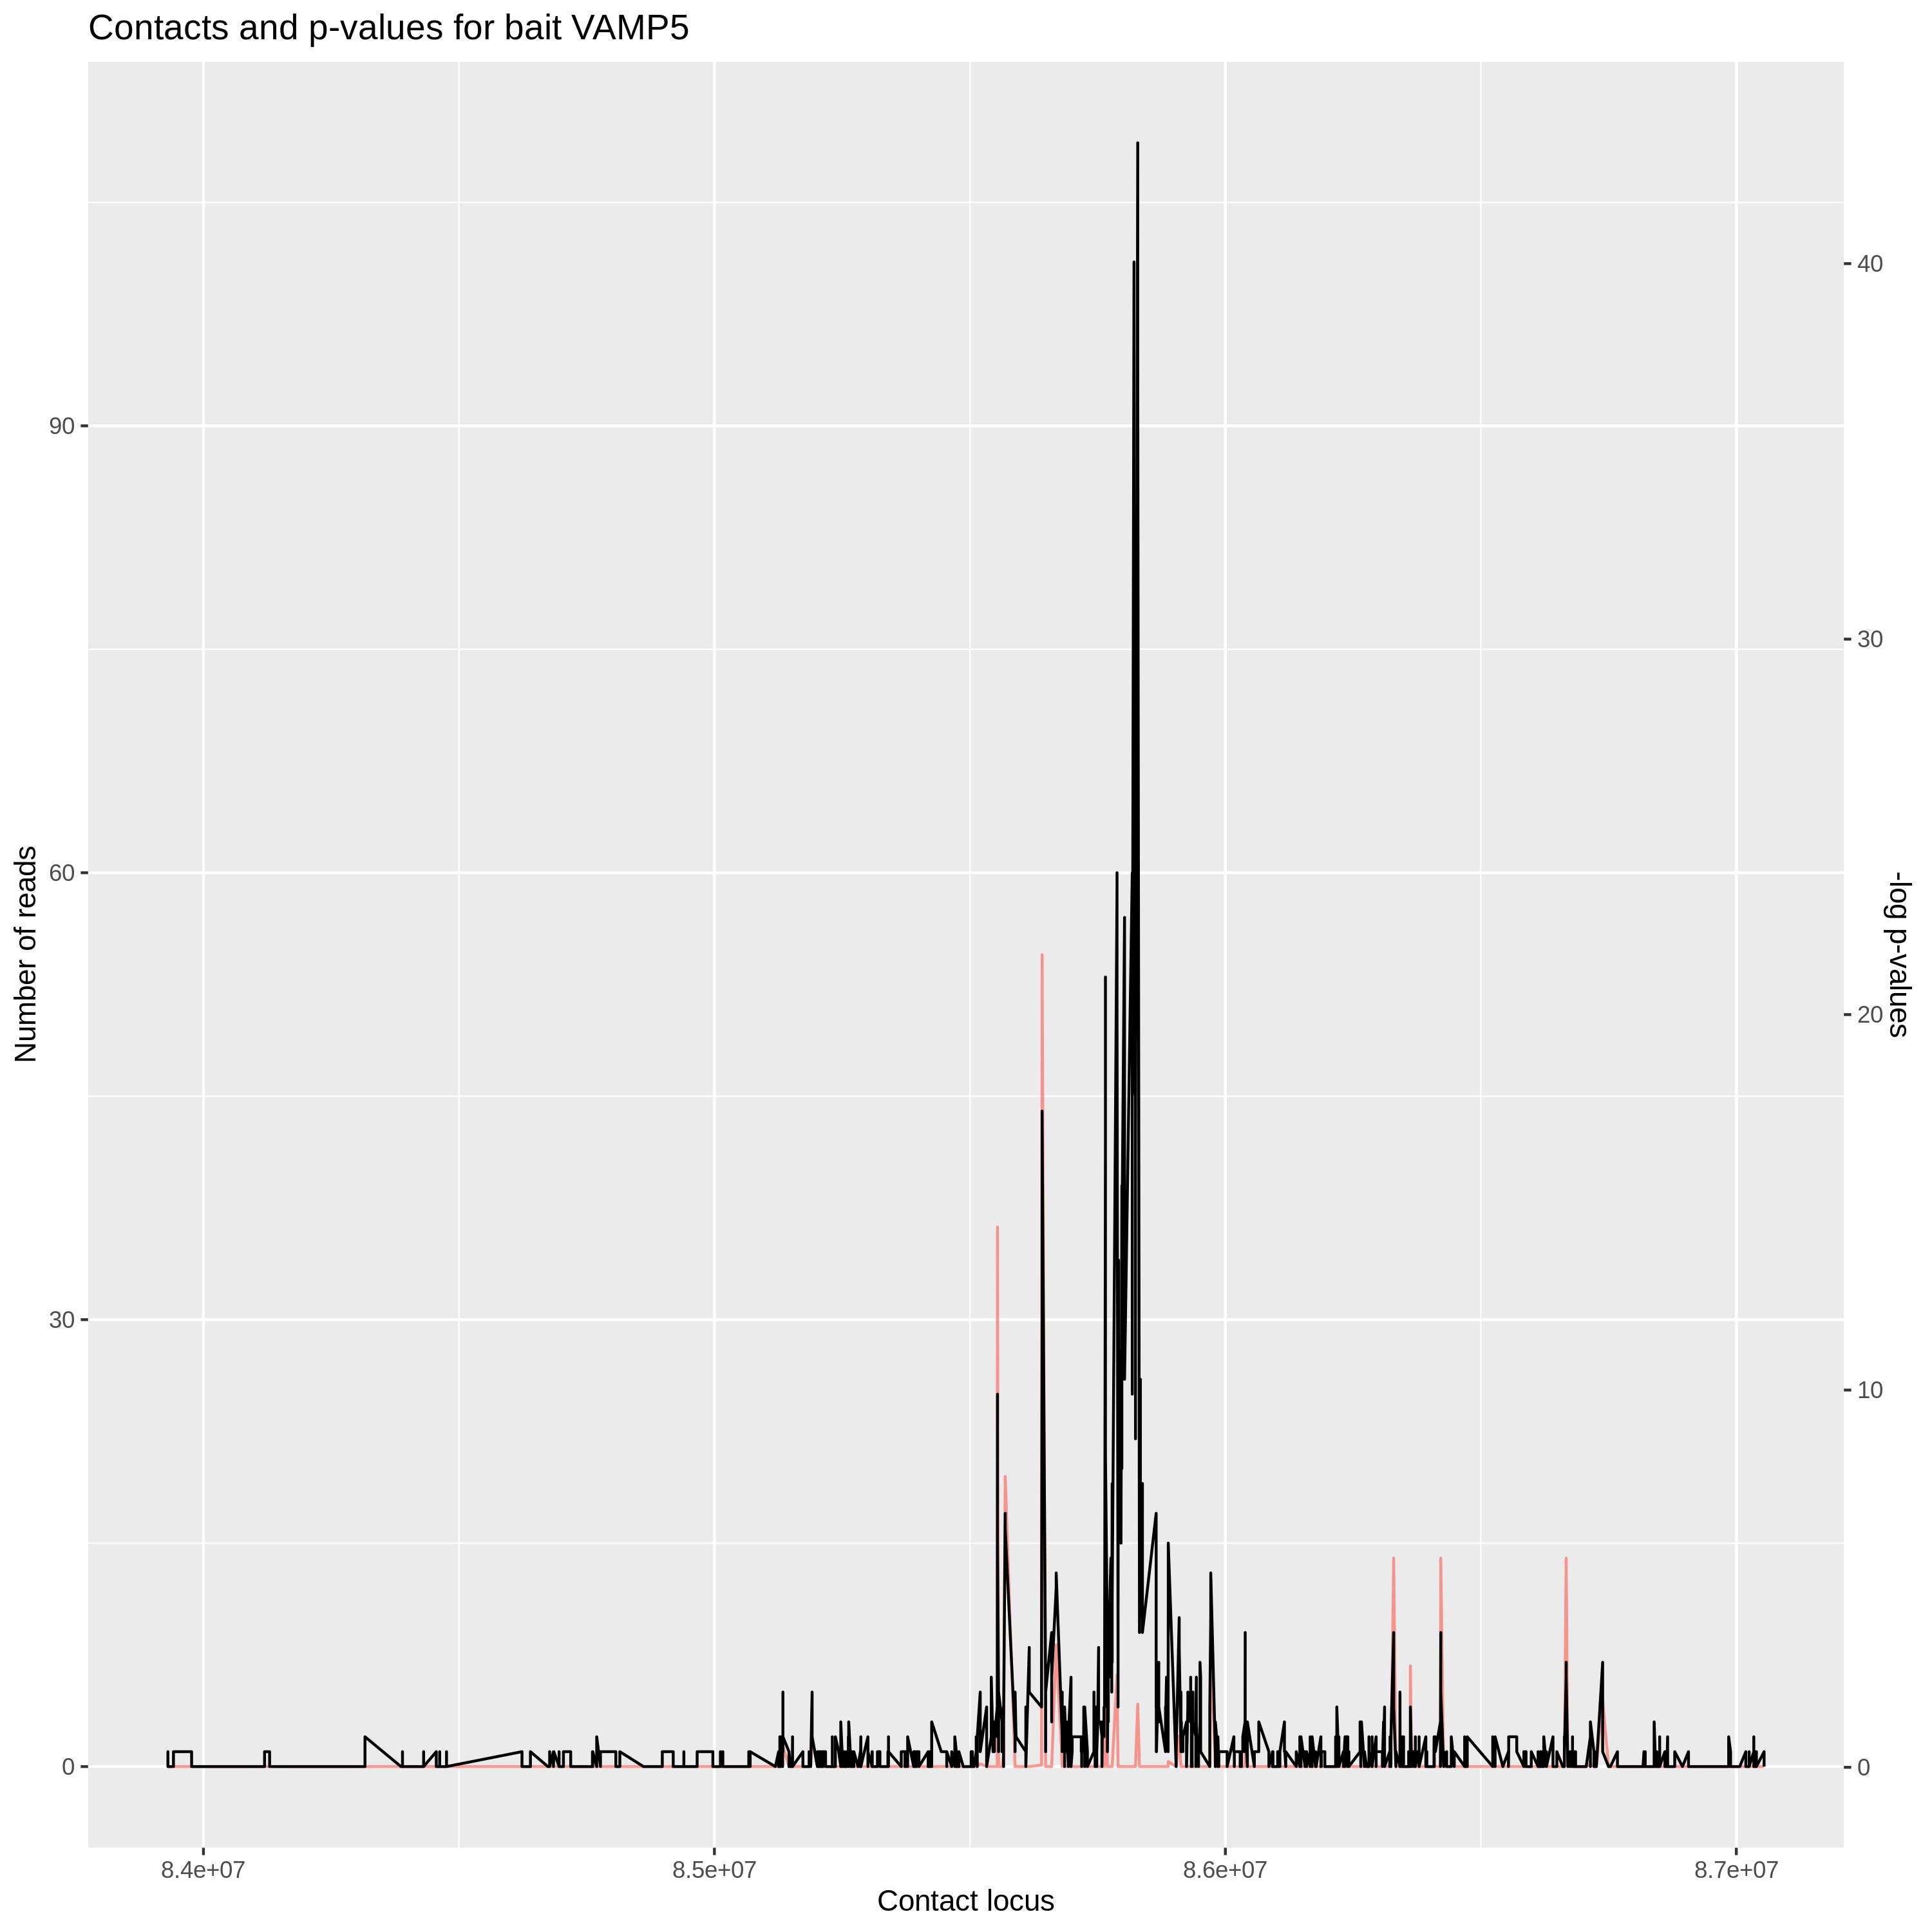 Contacts and p-values for bait VAMP5
Number of reads
90
60
30
0
40
30
20
10
0
-log p-values
8.4e+07
8.5e+07
8.6e+07
8.7e+07
Contact locus